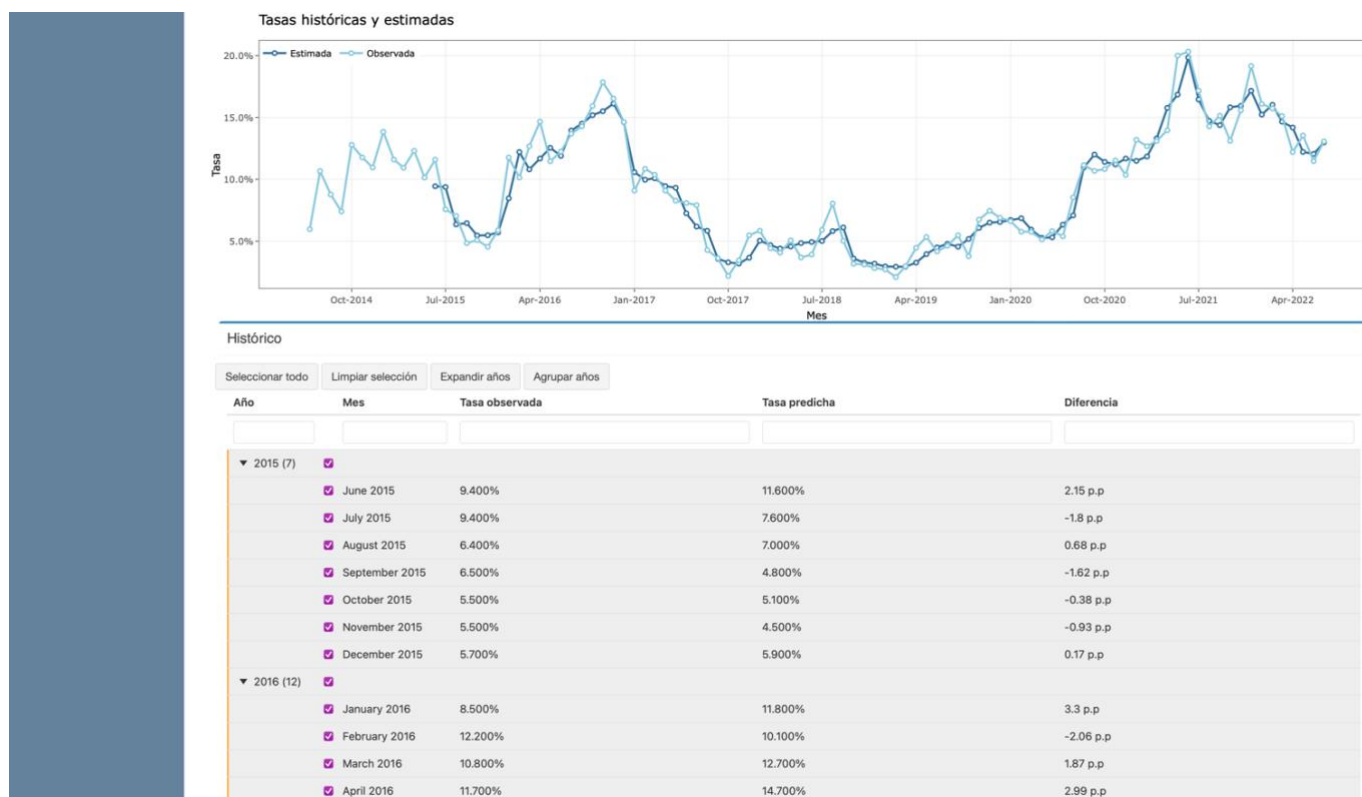 Tasas históricas y estimadas
Estimada Observada
20.0%
15.0%
10.0%
5.0%
Tasa
Oct-2014 Jul-2015 Apr-2016 Jan-2017 Oct-2017 Jul-2018 Apr-2019 Jan-2020 Oct-2020 Jul-2021 Apr-2022
Mes
Histórico
Seleccionar todo Limpiar selección Expandir años Agrupar años
Año Mes Tasa observada Tasa predicha Diferencia
2015 (7)
June 2015 9.400% 11.600% 2.15 p.p
July 2015 9.400% 7.600% -1.8 p.p
August 2015 6.400% 7.000% 0.68 p.p
September 2015 6.500% 4.800% -1.62 p.p
October 2015 5.500% 5.100% -0.38 p.p
November 2015 5.500% 4.500% -0.93 p.p
December 2015 5.700% 5.900% 0.17 p.p
2016 (12)
January 2016 8.500% 11.800% 3.3 p.p
February 2016 12.200% 10.100% -2.06 p.p
March 2016 10.800% 12.700% 1.87 p.p
April 2016 11.700% 14.700% 2.99 p.p